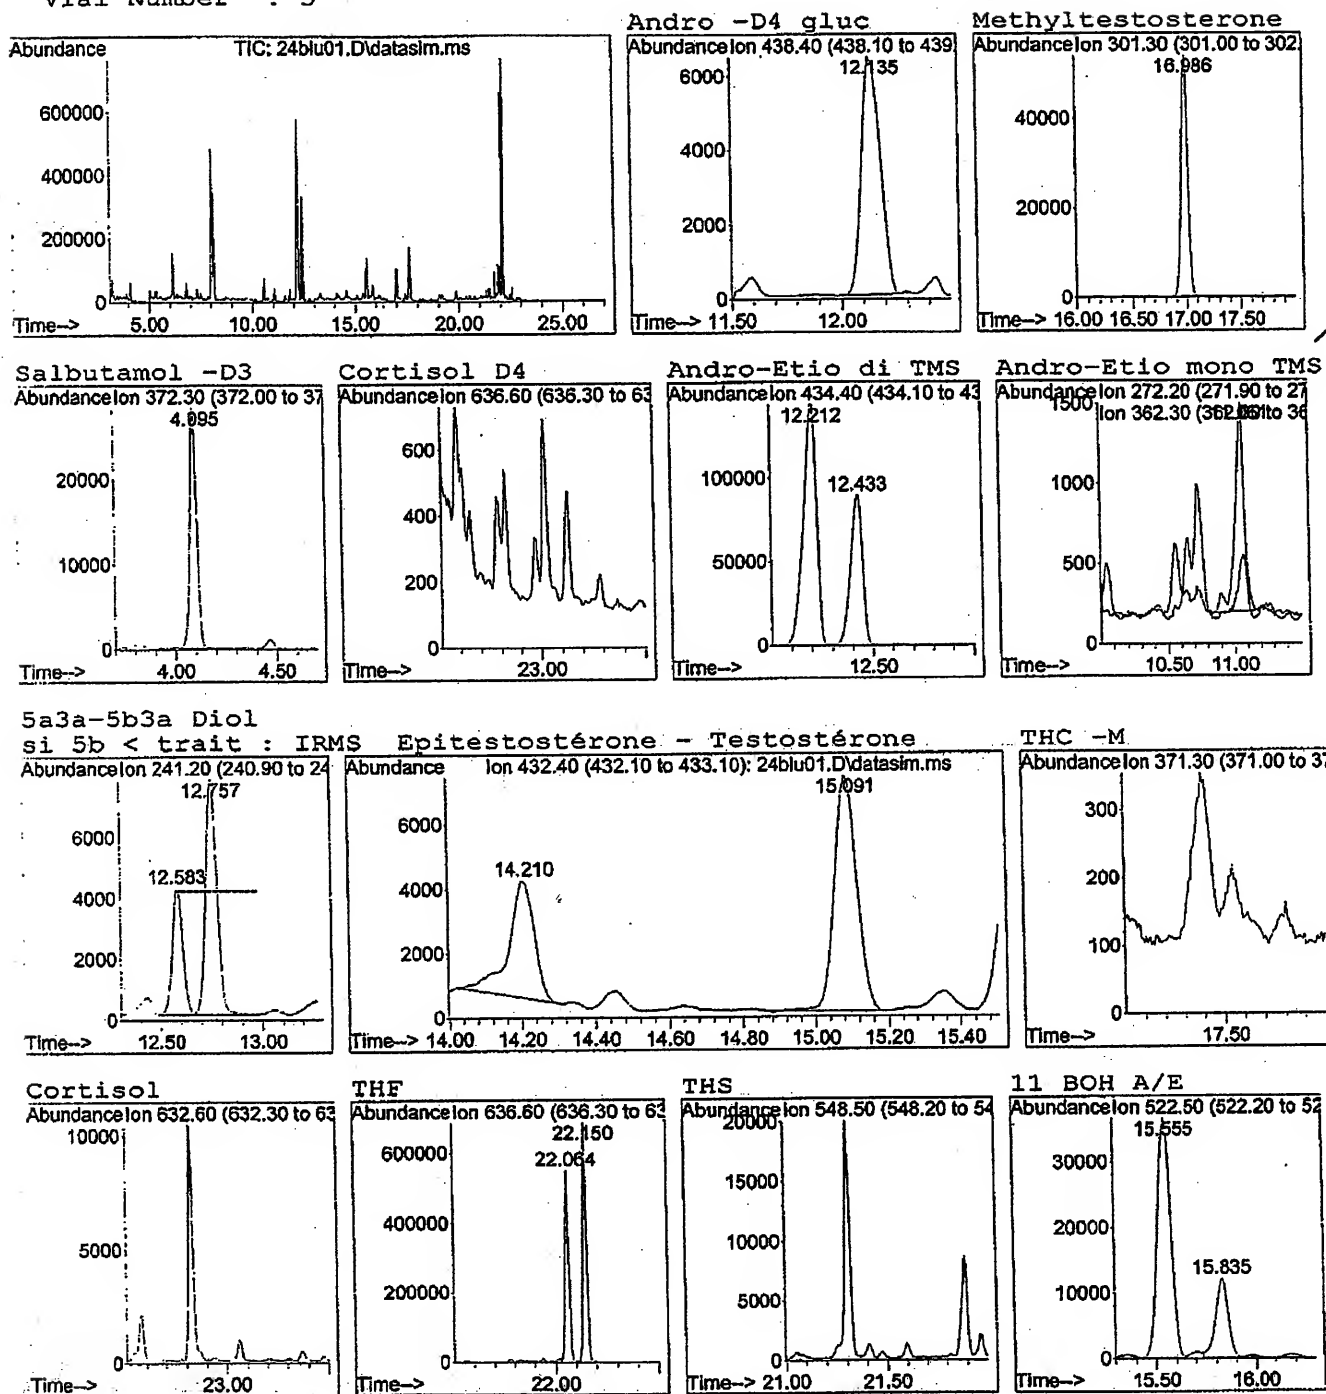 Vial Number : 5
Andro -D4 gluc
Methyltestosterone
Abundance
TIC: 24blu01.D\datasim.ms
600000
400000
200000
0
Time-->
5.00 10.00 15.00 20.00 25.00
Abundance Ion 438.40 (438.10 to 439.
12.135
6000
4000
2000
0
Time-->
11.50 12.00
Abundance Ion 301.30 (301.00 to 302.
16.986
40000
20000
0
Time--> 16.00 16.50 17.00 17.50
Salbutamol -D3
Cortisol D4
Andro-Etio di TMS
Andro-Etio mono TMS
Abundance Ion 372.30 (372.00 to 37
4.095
20000
10000
0
Time-->
4.00 4.50
Abundance Ion 636.60 (636.30 to 63
600
400
200
0
Time-->
23.00
Abundance Ion 434.40 (434.10 to 43
12.212
100000
12.433
50000
0
Time-->
12.50
Abundance Ion 272.20 (271.90 to 27
1500
Ion 362.30 (36
to 36
1000
500
0
Time-->
10.50 11.00
5a3a-5b3a Diol
si 5b < trait : IRMS
Epitestostérone - Testostérone
THC -M
Abundance Ion 241.20 (240.90 to 24
12.757
6000
12.583
4000
2000
0
Time-->
12.50 13.00
Abundance
Ion 432.40 (432.10 to 433.10): 24blu01.D\datasim.ms
15.091
6000
14.210
4000
2000
0
Time--> 14.00 14.20 14.40 14.60 14.80 15.00 15.20 15.40
Abundance Ion 371.30 (371.00 to 37
300
200
100
0
Time-->
17.50
Cortisol
THF
THS
11 BOH A/E
Abundance Ion 632.60 (632.30 to 63
10000
5000
0
Time-->
23.00
Abundance Ion 636.60 (636.30 to 63
22.150
600000
22.064
400000
200000
0
Time-->
22.00
Abundance Ion 548.50 (548.20 to 54
20000
15000
10000
5000
0
Time--> 21.00 21.50
Abundance Ion 522.50 (522.20 to 52
15.555
30000
20000
15.835
10000
0
Time-->
15.50 16.00